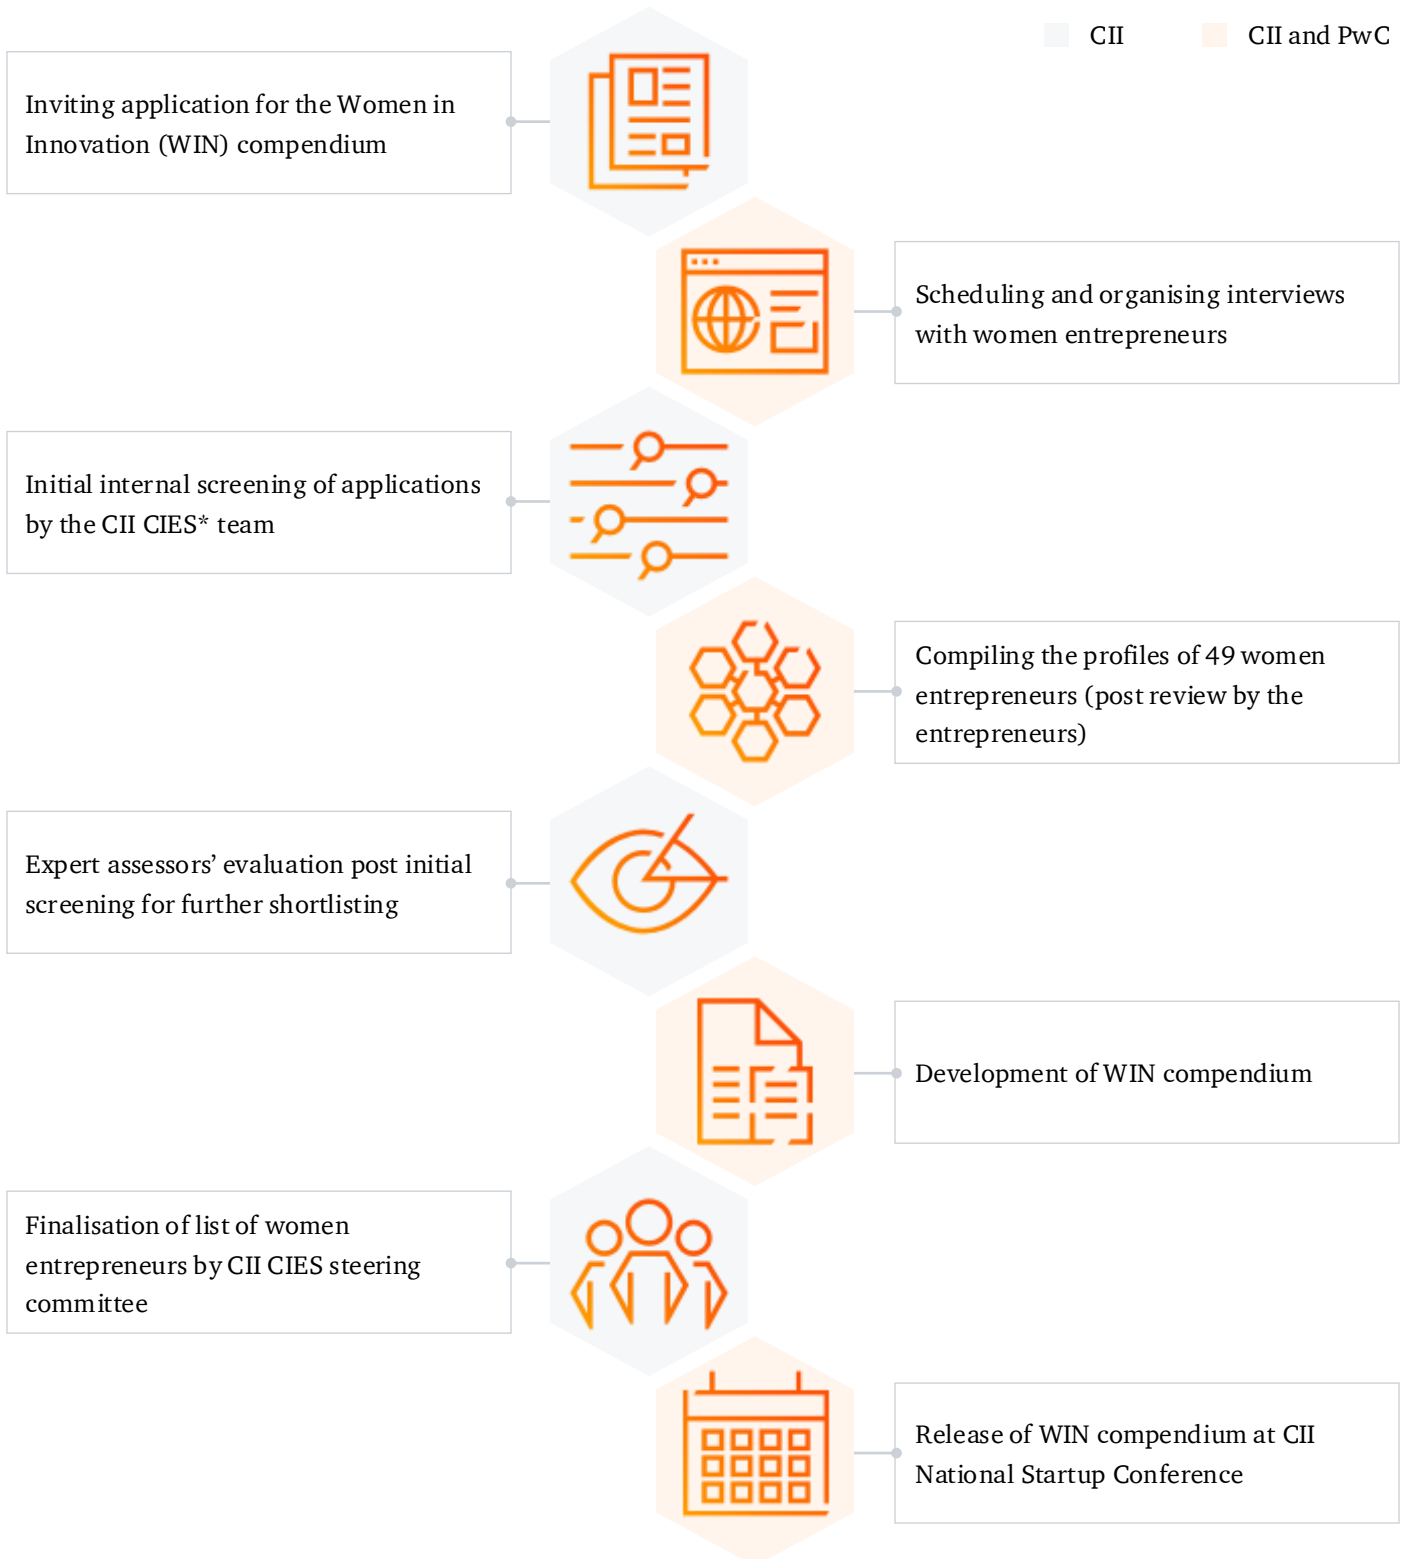 CII
CII and PwC
Inviting application for the Women in
Innovation (WIN) compendium
Scheduling and organising interviews
with women entrepreneurs
Initial internal screening of applications
by the CII CIES* team
Compiling the profiles of 49 women
entrepreneurs (post review by the
entrepreneurs)
Expert assessors’ evaluation post initial
screening for further shortlisting
Development of WIN compendium
Finalisation of list of women
entrepreneurs by CII CIES steering
committee
Release of WIN compendium at CII
National Startup Conference